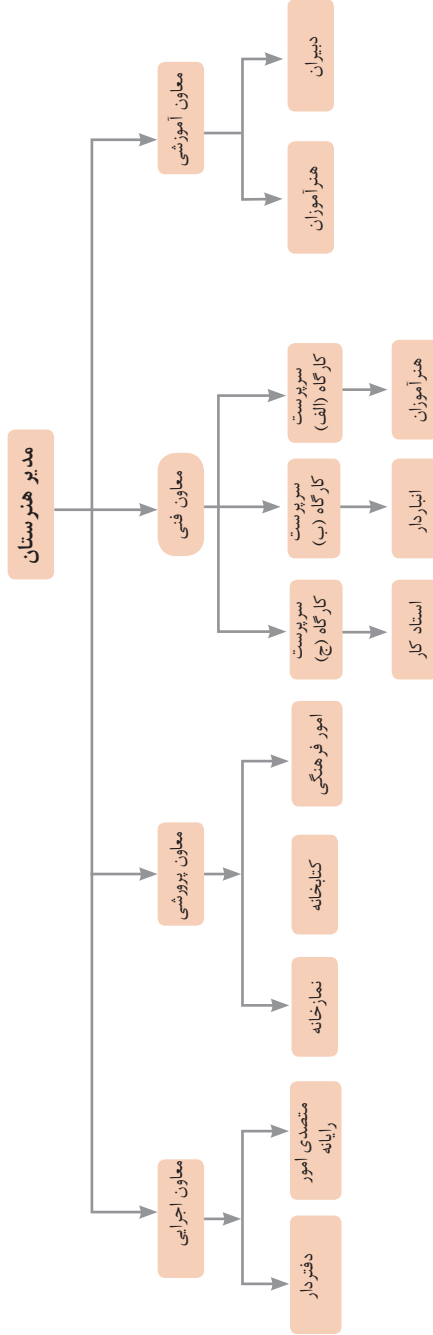 مدیر هنرستان
معاون آموزشی
معاون فنی
معاون پرورشی
معاون اجرایی
دبیران
هنرآموزان
سرپرست
کارگاه (الف)
سرپرست
کارگاه (ب)
سرپرست
کارگاه (ج)
امور فرهنگی
کتابخانه
نمازخانه
متصدی امور
رایانه
دفتردار
هنرآموزان
انباردار
استاد کار